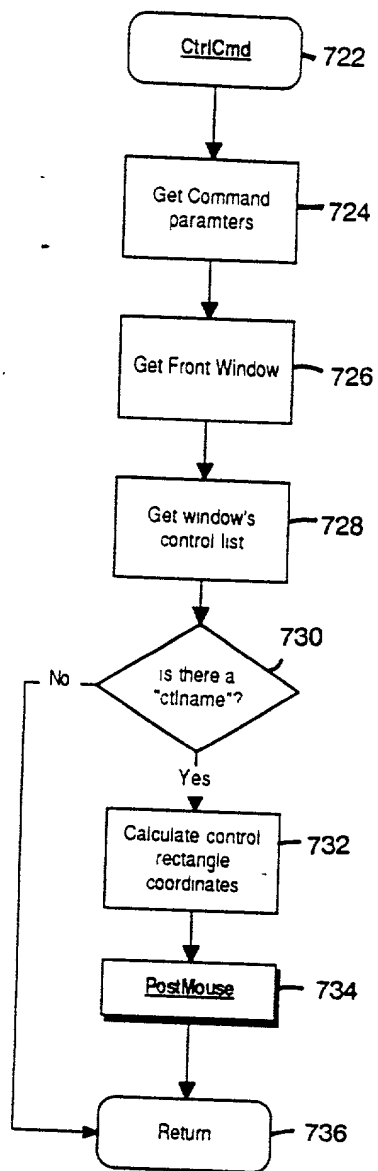 CtrlCmd
722
Get Command
paramters
724
Get Front Window
726
Get window's
control list
728
730
is there a
"ctlname"?
No
Yes
Calculate control
rectangle
coordinates
732
PostMouse
734
Return
736